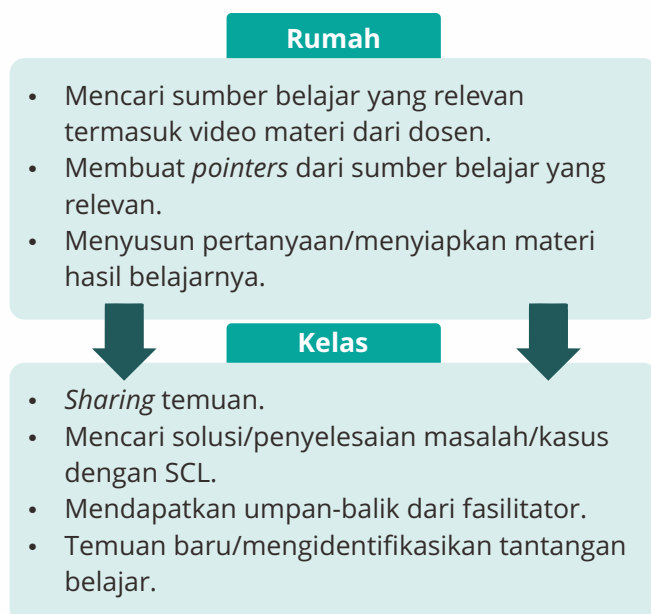 Rumah
• Mencari sumber belajar yang relevan
termasuk video materi dari dosen.
• Membuat pointers dari sumber belajar yang
relevan.
• Menyusun pertanyaan/menyiapkan materi
hasil belajarnya.
Kelas
• Sharing temuan.
• Mencari solusi/penyelesaian masalah/kasus
dengan SCL.
• Mendapatkan umpan-balik dari fasilitator.
• Temuan baru/mengidentifikasikan tantangan
belajar.